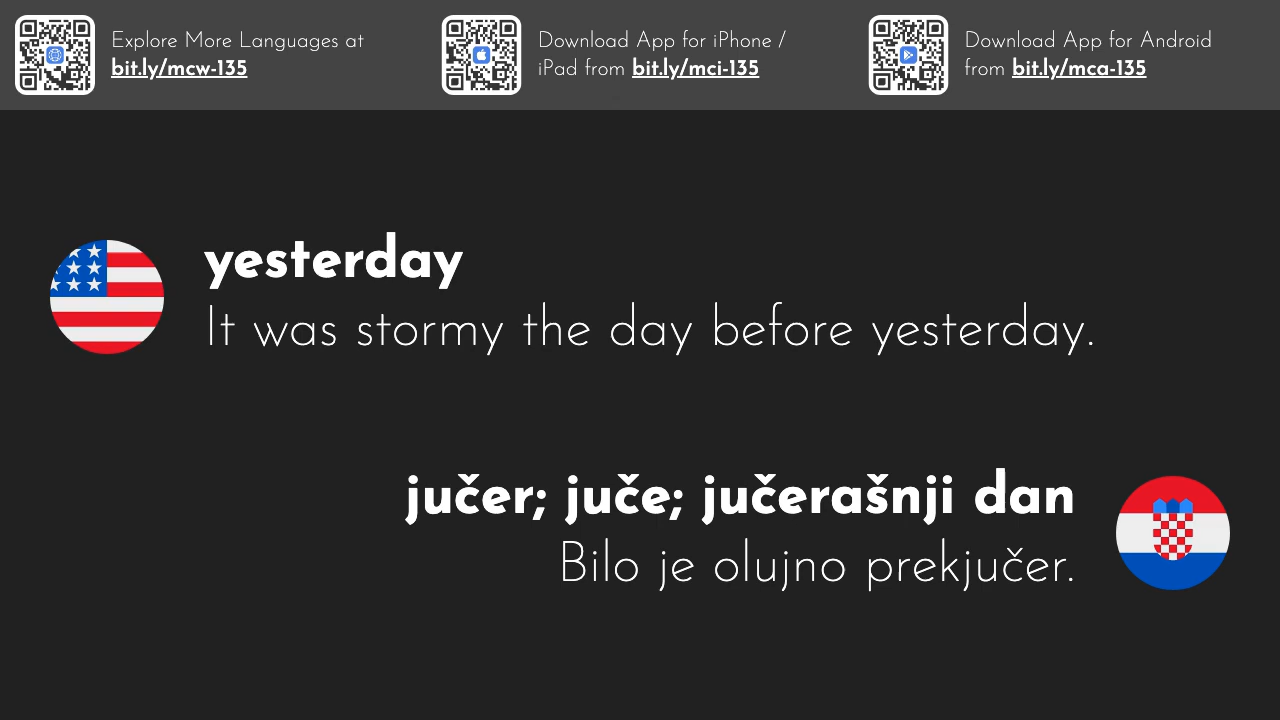 Explore More Languages at
bit.ly/mcw-135
Download App for iPhone /
iPad from bit.ly/mci-135
Download App for Android
from bit.ly/mca-135
yesterday
It was stormy the day before yesterday.
jučer; juče; jučerašnji dan
Bilo je olujno prekjučer.